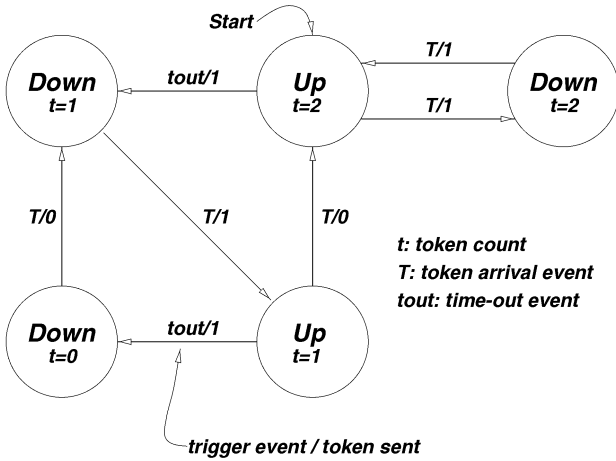 Start
T/1
Down
t=1
tout/1
Up
t=2
Down
t=2
T/1
T/0
T/1
T/0
t: token count
T: token arrival event
tout: time-out event
Down
t=0
tout/1
Up
t=1
trigger event / token sent